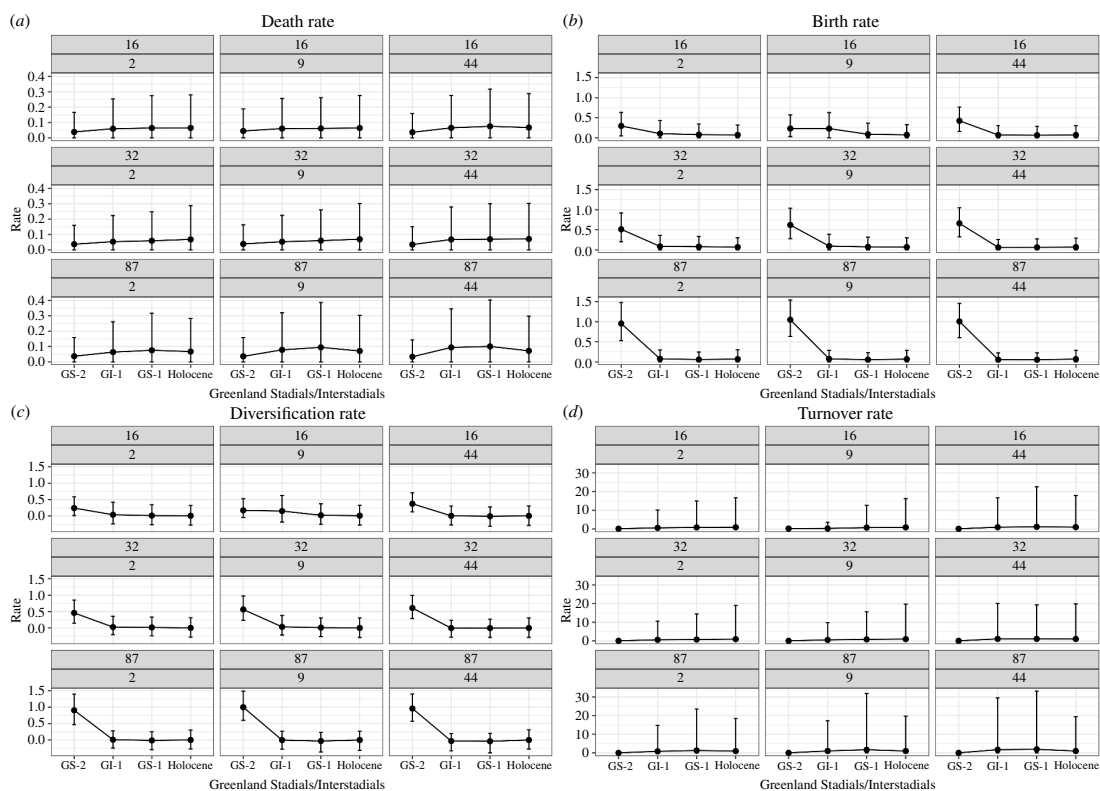 (a) Death rate
16 16 16
2 9 44
0.4
0.3
0.2
0.1
0.0
32 32 32
2 9 44
0.4
0.3
0.2
0.1
0.0
Rate
87 87 87
2 9 44
0.4
0.3
0.2
0.1
0.0
GS-2 GI-1 GS-1 Holocene GS-2 GI-1 GS-1 Holocene GS-2 GI-1 GS-1 Holocene
Greenland Stadials/Interstadials
(b) Birth rate
16 16 16
2 9 44
1.5
1.0
0.5
0.0
32 32 32
2 9 44
1.5
1.0
0.5
0.0
Rate
87 87 87
2 9 44
1.5
1.0
0.5
0.0
GS-2 GI-1 GS-1 Holocene GS-2 GI-1 GS-1 Holocene GS-2 GI-1 GS-1 Holocene
Greenland Stadials/Interstadials
(c) Diversification rate
16 16 16
2 9 44
1.5
1.0
0.5
0.0
32 32 32
2 9 44
1.5
1.0
0.5
0.0
Rate
87 87 87
2 9 44
1.5
1.0
0.5
0.0
GS-2 GI-1 GS-1 Holocene GS-2 GI-1 GS-1 Holocene GS-2 GI-1 GS-1 Holocene
Greenland Stadials/Interstadials
(d) Turnover rate
16 16 16
2 9 44
30
20
10
0
32 32 32
2 9 44
30
20
10
0
Rate
87 87 87
2 9 44
30
20
10
0
GS-2 GI-1 GS-1 Holocene GS-2 GI-1 GS-1 Holocene GS-2 GI-1 GS-1 Holocene
Greenland Stadials/Interstadials